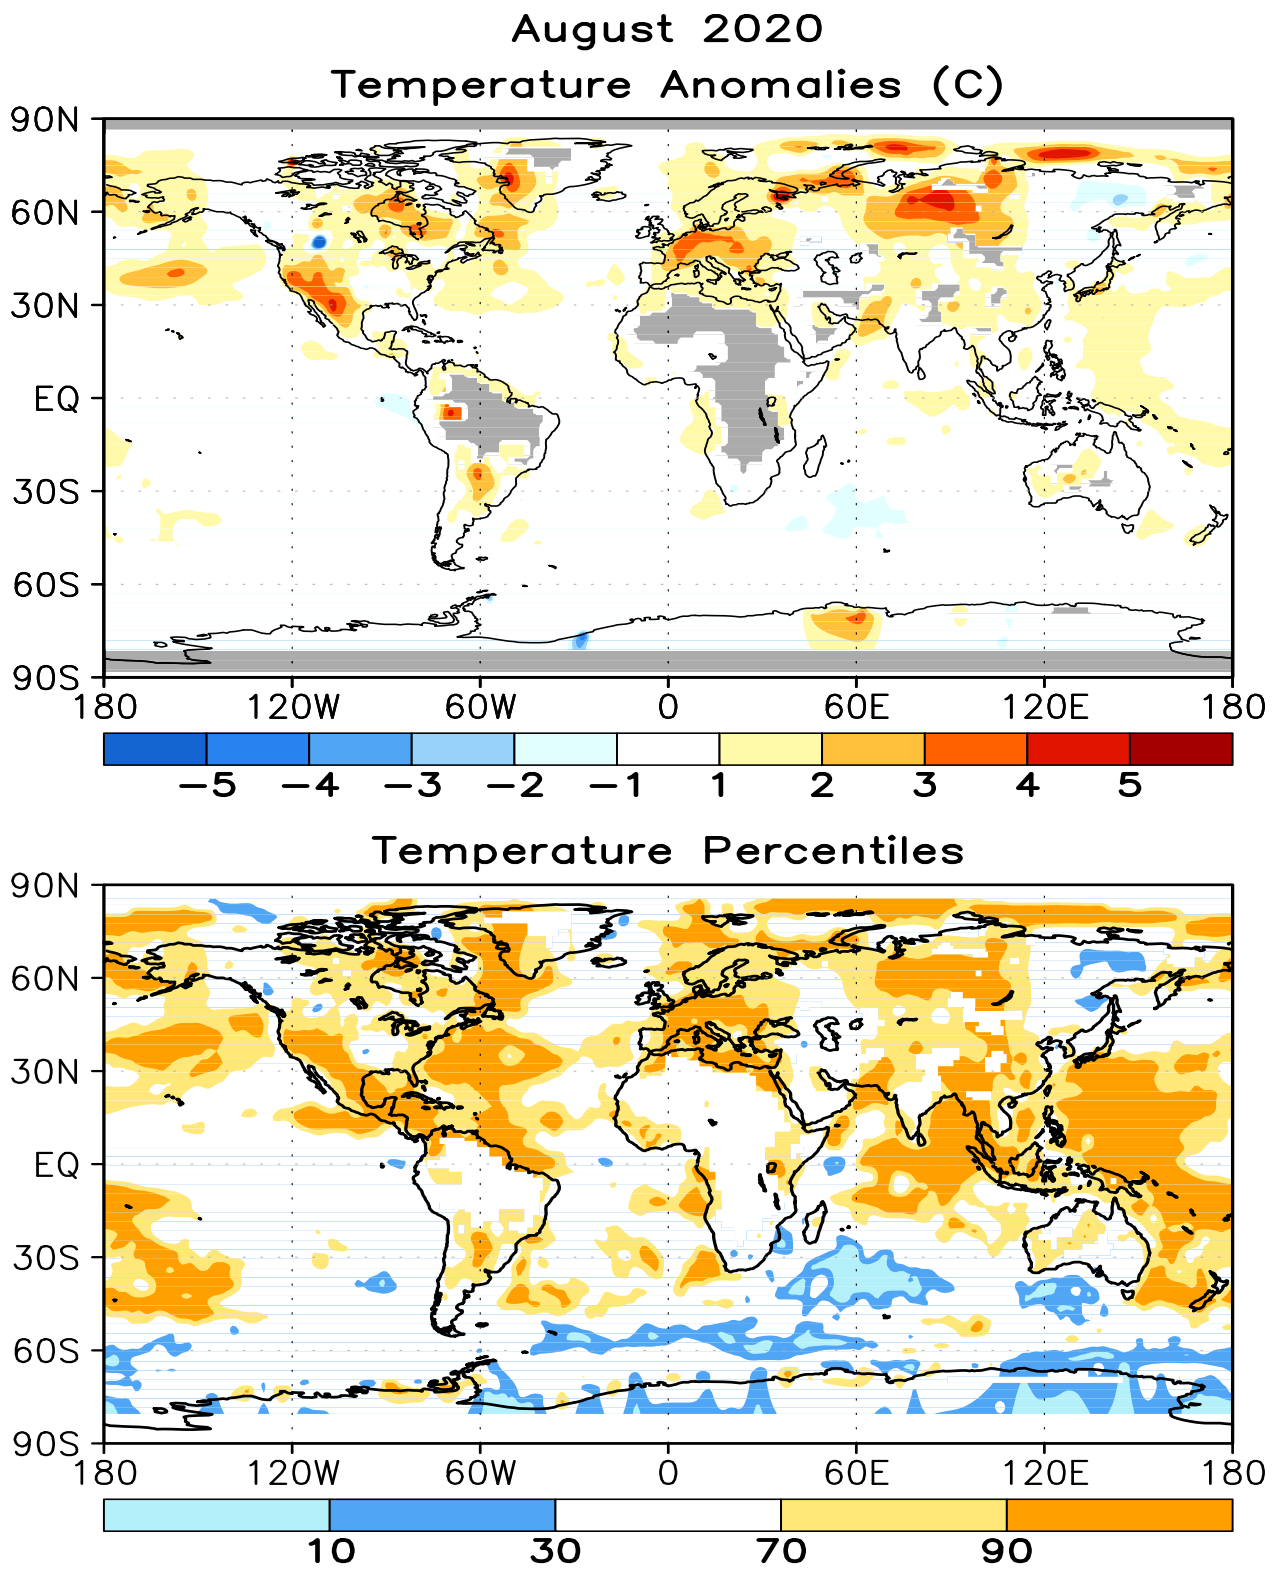 August 2020
Temperature Anomalies (C)
90N
60N
30N
EQ
30S
60S
90S
180 120W 60W 0 60E 120E 180
−5 −4 −3 −2 −1 1 2 3 4 5
Temperature Percentiles
90N
60N
30N
EQ
30S
60S
90S
180 120W 60W 0 60E 120E 180
10 30 70 90